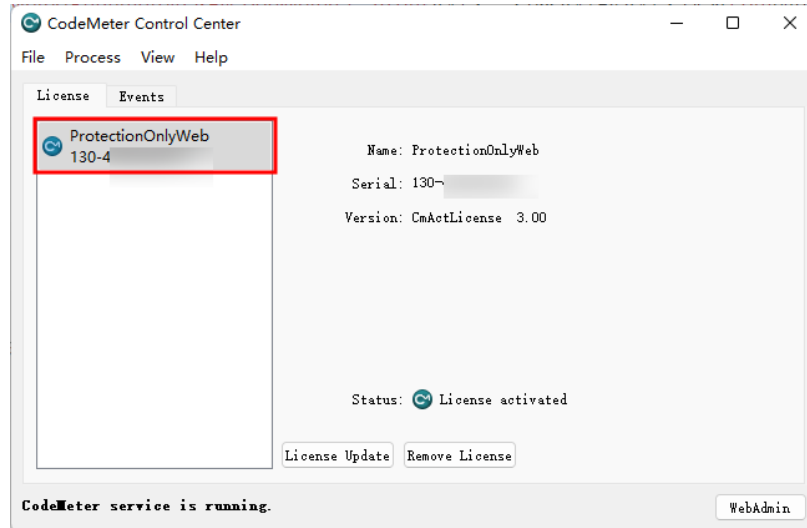 CodeMeter Control Center
File Process View Help
License Events
ProtectionOnlyWeb
130-4
Name: ProtectionOnlyWeb
Serial: 130-
Version: CmActLicense 3.00
Status: License activated
License Update Remove License
CodeMeter service is running.
WebAdmin